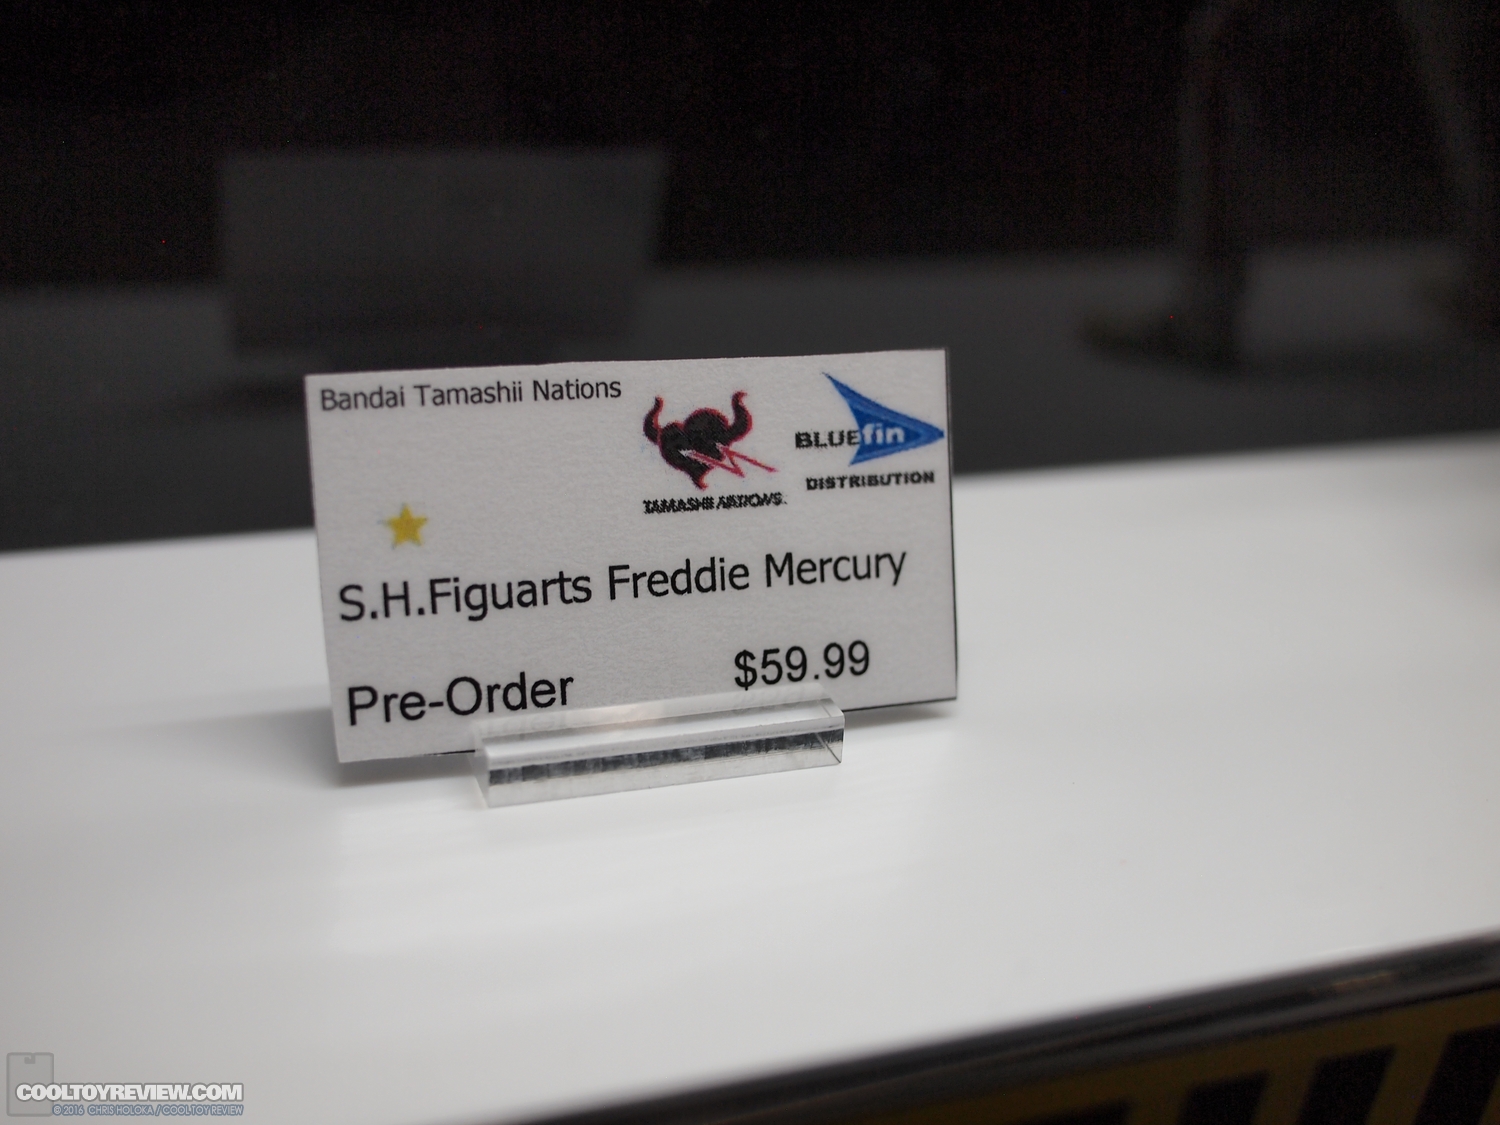 Bandai Tamashii Nations
TAMASHII NATIONS.
BLUEfin
DISTRIBUTION
S.H.Figuarts Freddie Mercury
Pre-Order $59.99
COOLTOYREVIEW.COM
© 2016 CHRIS HOLOKA / COOLTOYREVIEW